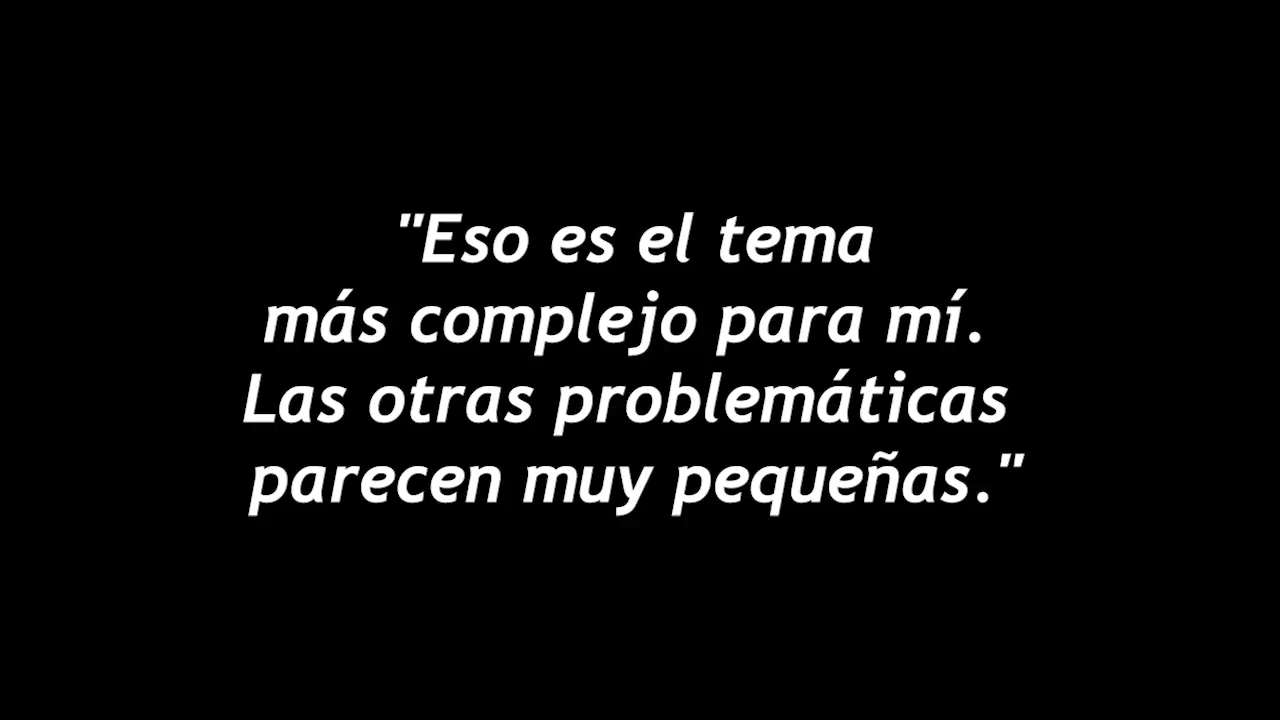 "Eso es el tema
más complejo para mí.
Las otras problemáticas
parecen muy pequeñas."